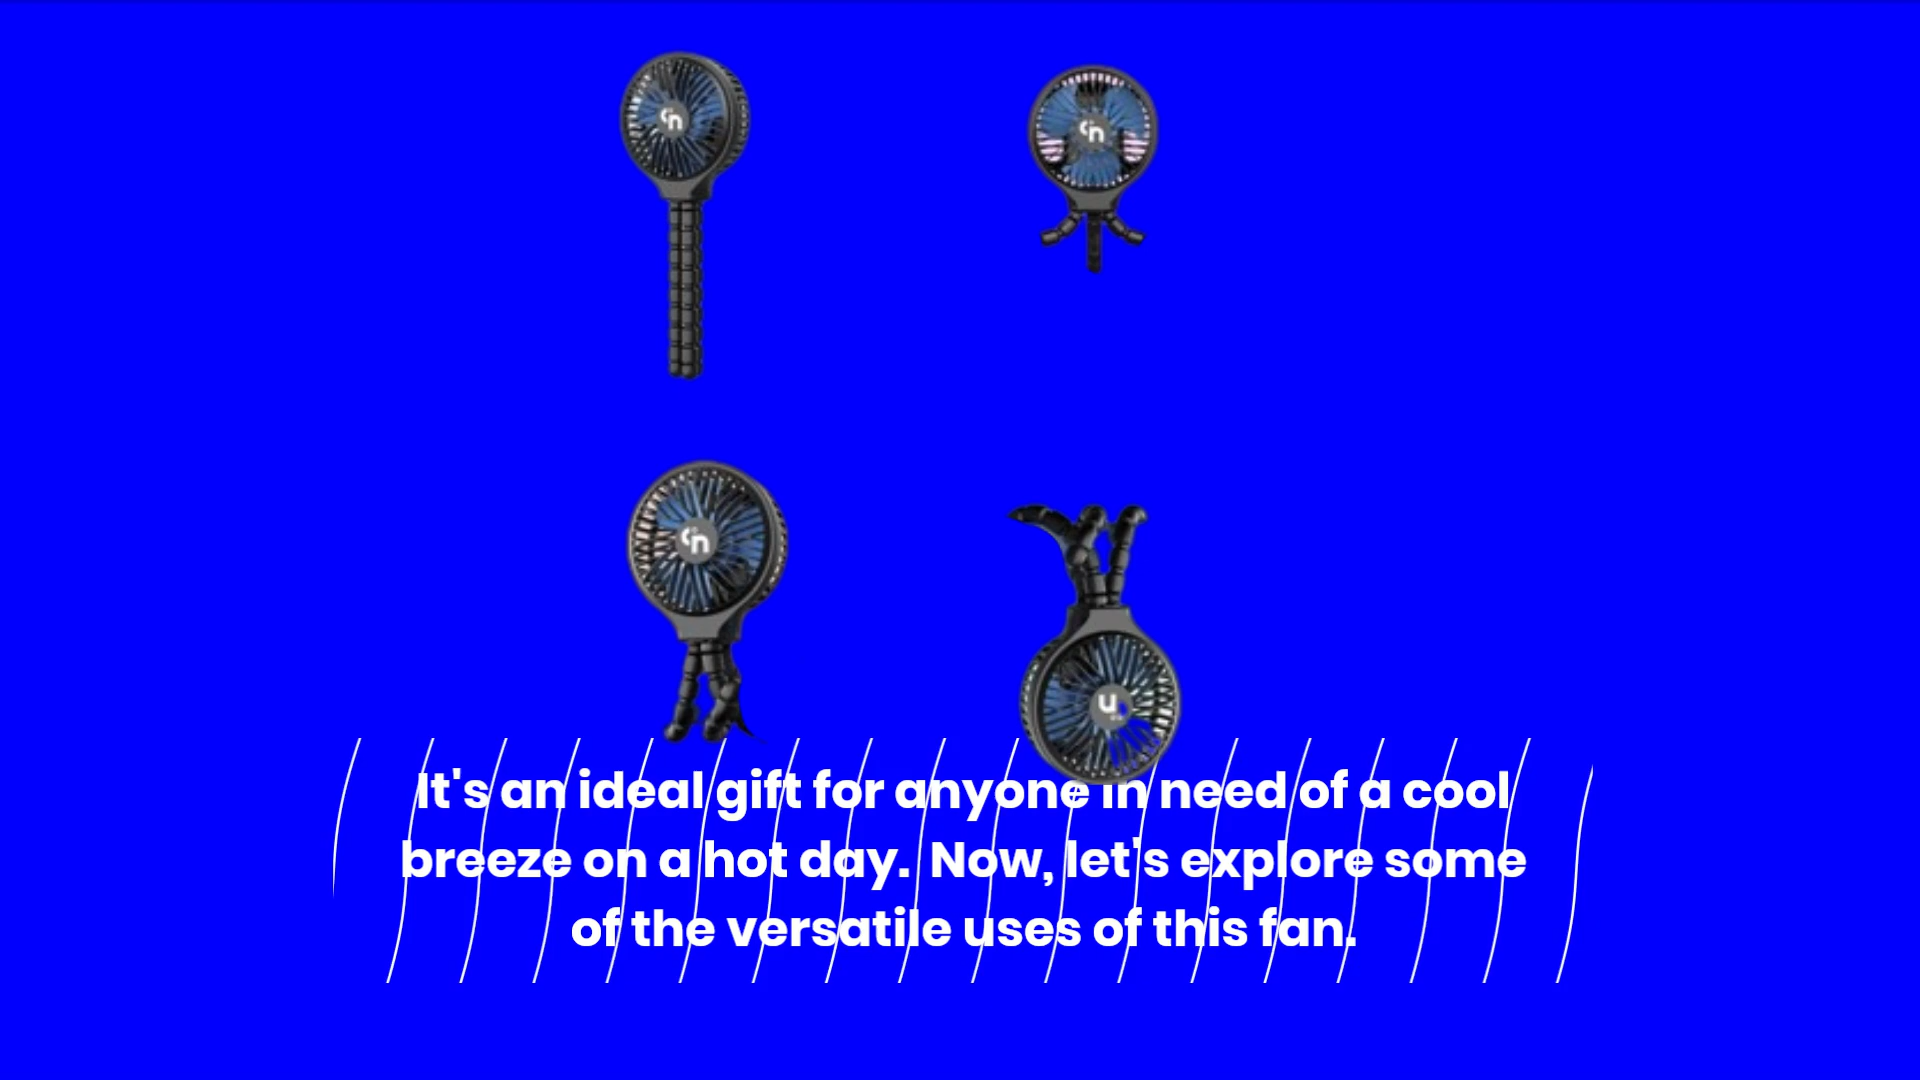 It's an ideal gift for anyone in need of a cool
breeze on a hot day. Now, let's explore some
of the versatile uses of this fan.